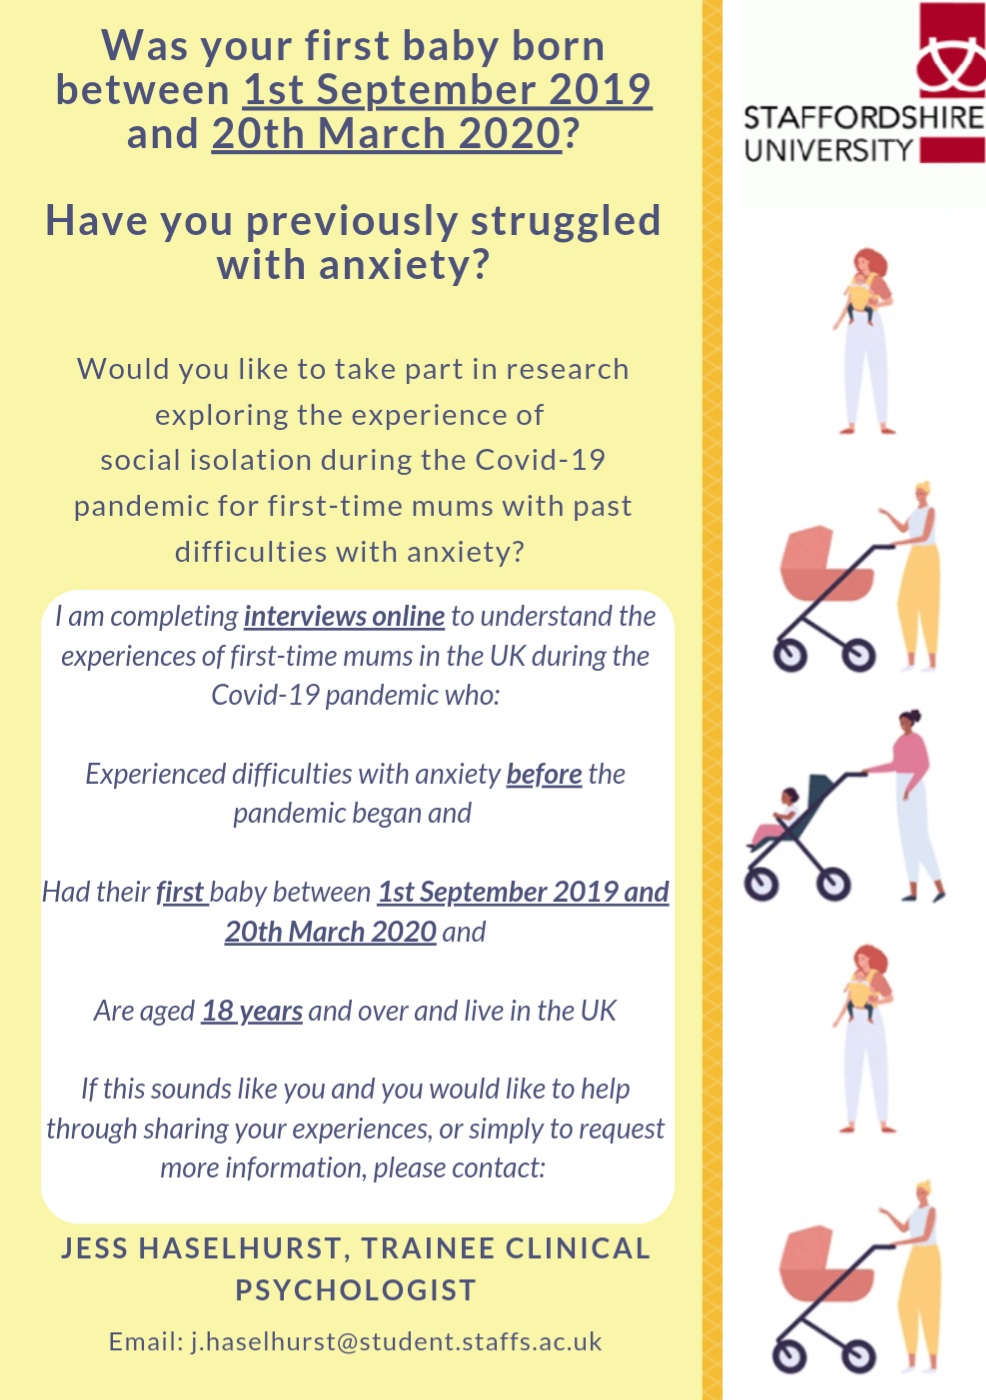 Was your first baby born
between 1st September 2019
and 20th March 2020?
Have you previously struggled
with anxiety?
Would you like to take part in research
exploring the experience of
social isolation during the Covid-19
pandemic for first-time mums with past
difficulties with anxiety?
I am completing interviews online to understand the
experiences of first-time mums in the UK during the
Covid-19 pandemic who:
Experienced difficulties with anxiety before the
pandemic began and
Had their first baby between 1st September 2019 and
20th March 2020 and
Are aged 18 years and over and live in the UK
If this sounds like you and you would like to help
through sharing your experiences, or simply to request
more information, please contact:
JESS HASELHURST, TRAINEE CLINICAL
PSYCHOLOGIST
Email: j.haselhurst@student.staffs.ac.uk
STAFFORDSHIRE
UNIVERSITY